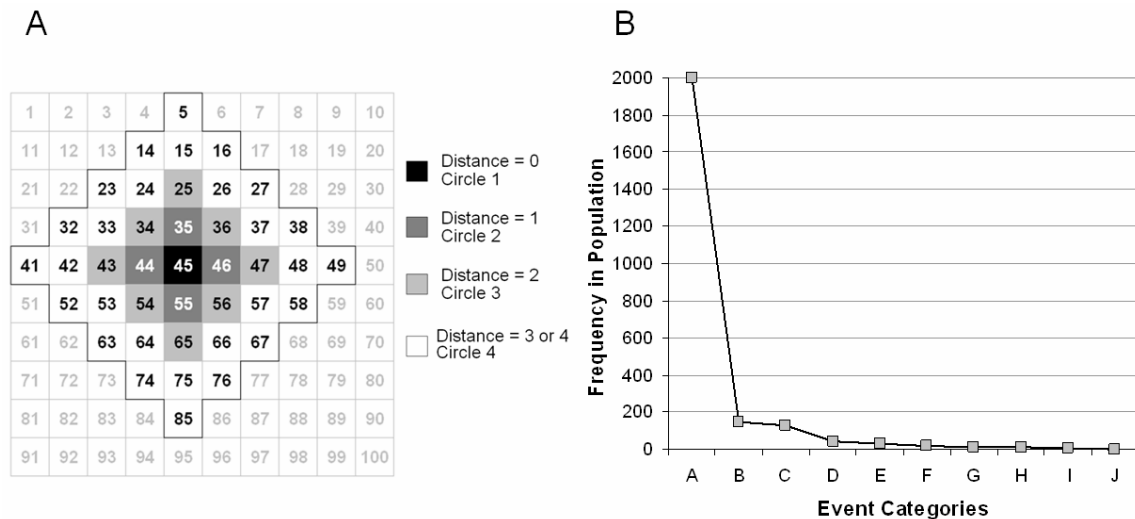 A
1 2 3 4 5 6 7 8 9 10
11 12 13 14 15 16 17 18 19 20
21 22 23 24 25 26 27 28 29 30
31 32 33 34 35 36 37 38 39 40
41 42 43 44 45 46 47 48 49 50
51 52 53 54 55 56 57 58 59 60
61 62 63 64 65 66 67 68 69 70
71 72 73 74 75 76 77 78 79 80
81 82 83 84 85 86 87 88 89 90
91 92 93 94 95 96 97 98 99 100
Distance = 0
Circle 1
Distance = 1
Circle 2
Distance = 2
Circle 3
Distance = 3 or 4
Circle 4
B
Frequency in Population
2000
1800
1600
1400
1200
1000
800
600
400
200
0
A B C D E F G H I J
Event Categories